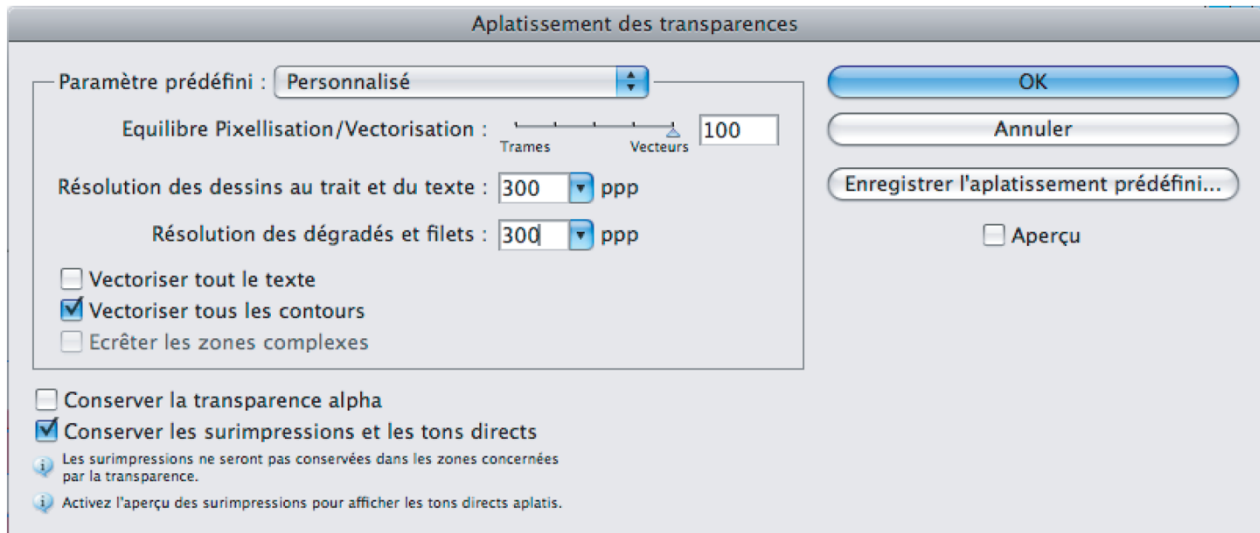 Aplatissement des transparences
Paramètre prédéfini : Personnalisé
OK
Equilibre Pixellisation/Vectorisation : 100
Trames Vecteurs
Annuler
Résolution des dessins au trait et du texte : 300 ppp
Enregistrer l'aplatissement prédéfini...
Résolution des dégradés et filets : 300 ppp
Aperçu
Vectoriser tout le texte
Vectoriser tous les contours
Ecrêter les zones complexes
Conserver la transparence alpha
Conserver les surimpressions et les tons directs
Les surimpressions ne seront pas conservées dans les zones concernées
par la transparence.
Activez l'aperçu des surimpressions pour afficher les tons directs aplatis.